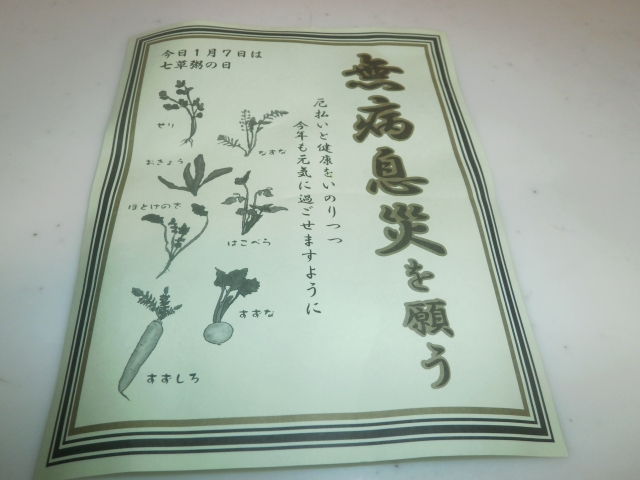 無病息災を願う
厄払いと健康をいのりつつ
今年も元気に過ごせますように
今日1月7日は
七草粥の日
せり
なずな
おぎょう
はこべら
ほとけのざ
すずな
すずしろ